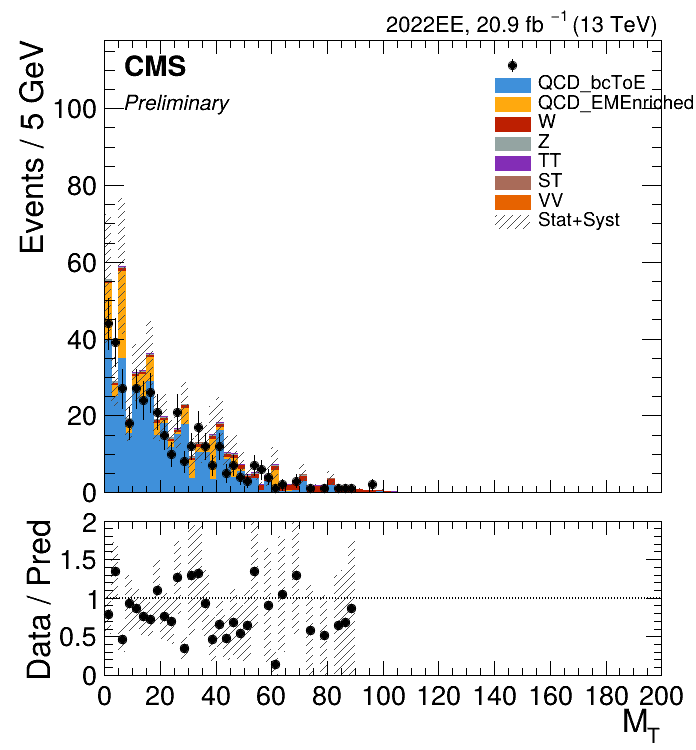 2022EE, 20.9 fb ⁻¹ (13 TeV)
CMS
Preliminary
QCD_bcToE
QCD_EMEnriched
W
Z
TT
ST
VV
Stat+Syst
Events / 5 GeV
100
80
60
40
20
0
Data / Pred
2
1.5
1
0.5
0
0 20 40 60 80 100 120 140 160 180 200
M_T